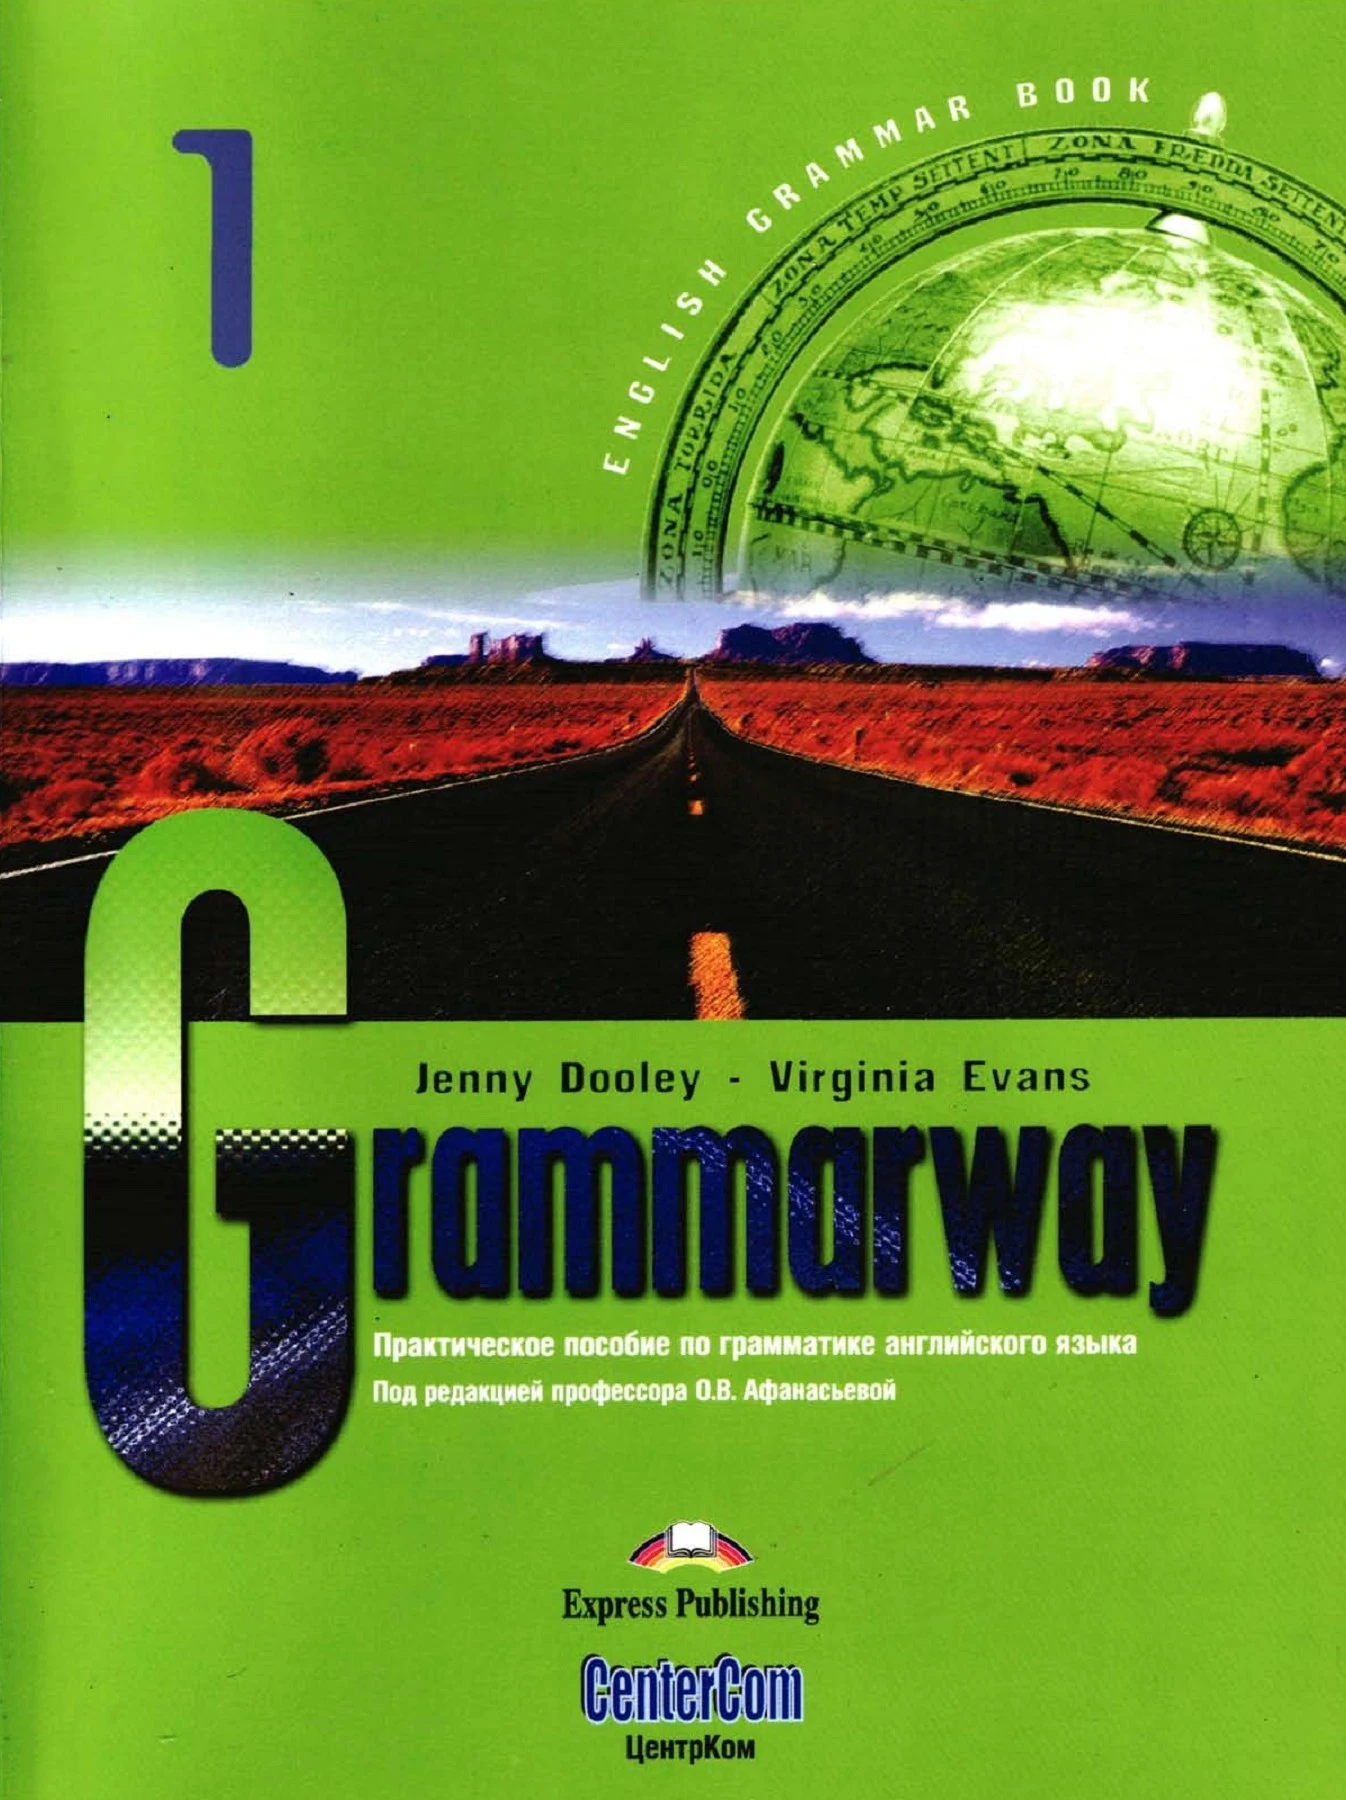 1
ENGLISH GRAMMAR BOOK
ZONA TORRIDA ZONA TEMP SETTENT ZONA FREDDA SETTENT
Jenny Dooley - Virginia Evans
Grammarway
Практическое пособие по грамматике английского языка
Под редакцией профессора О.В. Афанасьевой
Express Publishing
CenterCom
ЦентрКом